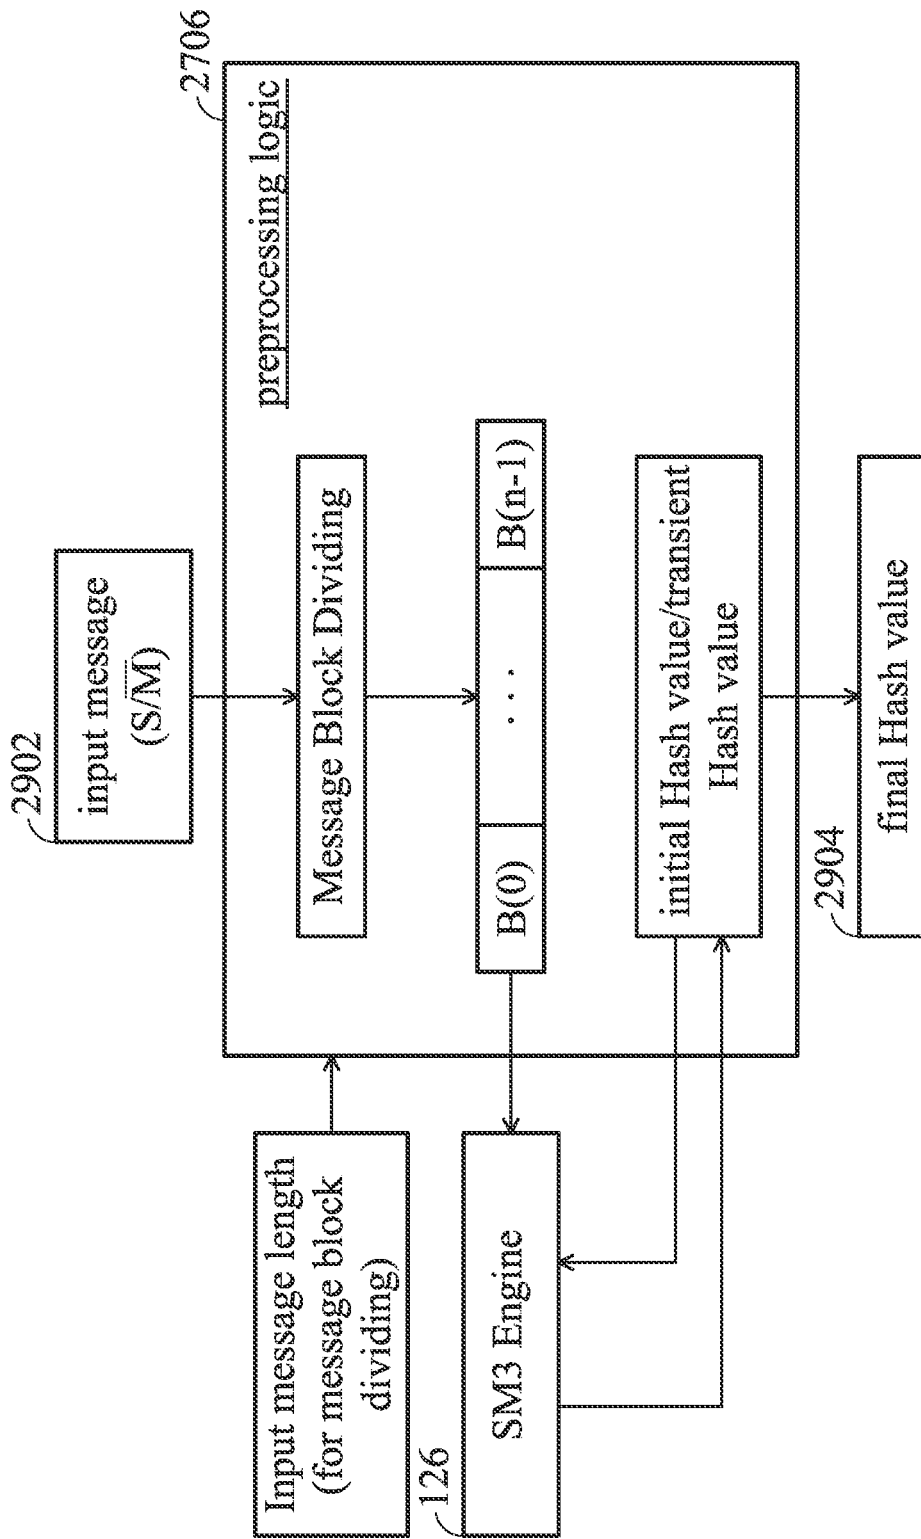 2902
input message
(S/M̅)
2706
preprocessing logic
Input message length
(for message block
dividing)
Message Block Dividing
126
SM3 Engine
B(0)
. . .
B(n-1)
initial Hash value/transient
Hash value
2904
final Hash value